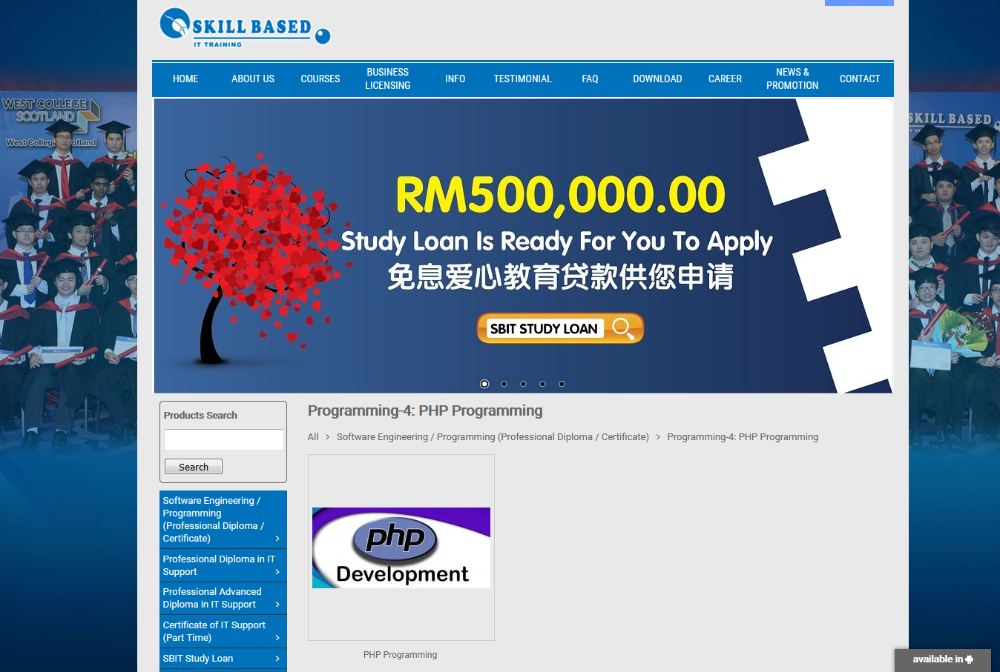 SKILL BASED
IT TRAINING
HOME
ABOUT US
COURSES
BUSINESS
LICENSING
INFO
TESTIMONIAL
FAQ
DOWNLOAD
CAREER
NEWS &
PROMOTION
CONTACT
WEST COLLEGE
SCOTLAND
SKILL BASED
RM500,000.00
Study Loan Is Ready For You To Apply
免息爱心教育贷款供您申请
SBIT STUDY LOAN
Products Search
Search
Software Engineering /
Programming
(Professional Diploma /
Certificate)
Professional Diploma in IT
Support
Professional Advanced
Diploma in IT Support
Certificate of IT Support
(Part Time)
SBIT Study Loan
Programming-4: PHP Programming
All > Software Engineering / Programming (Professional Diploma / Certificate) > Programming-4: PHP Programming
php
Development
PHP Programming
available in